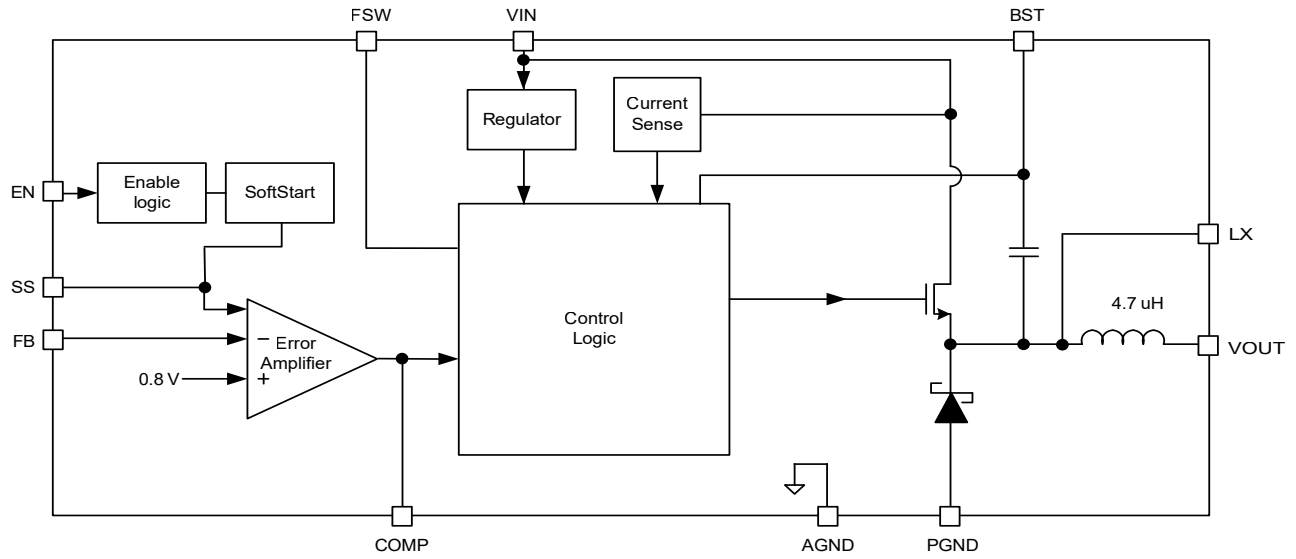 FSW
VIN
BST
Regulator
Current
Sense
EN
Enable
logic
SoftStart
LX
SS
4.7 uH
Control
Logic
FB
−
Error
Amplifier
VOUT
0.8 V
+
COMP
AGND
PGND